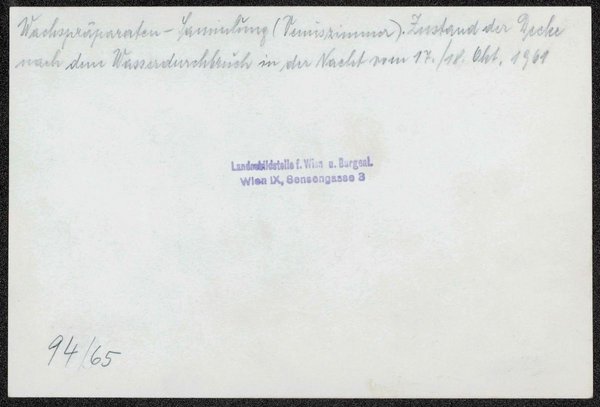 Wachspräparaten-Sammlung (Venuszimmer). Zustand der Decke
nach dem Wasserdurchbruch in der Nacht vom 17./18. Okt. 1961
Landesbildstelle f. Wien u. Burgenl.
Wien IX, Sensengasse 3
94/65